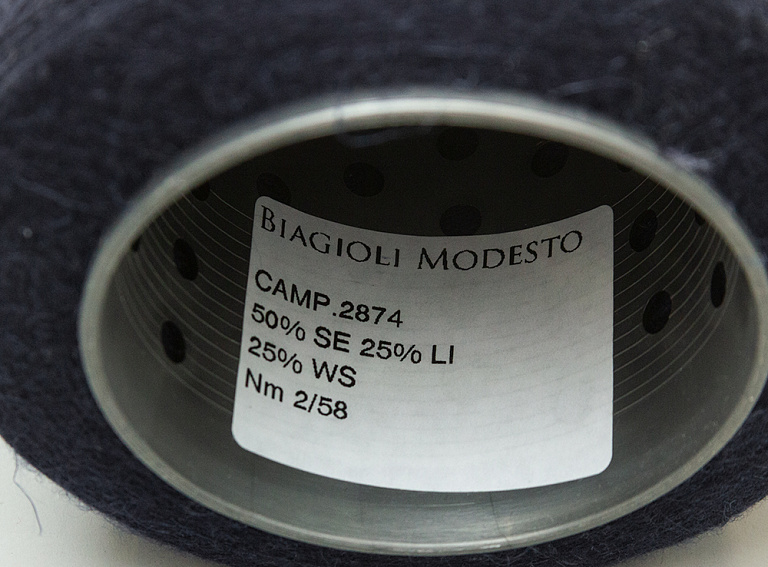 BIAGIOLI MODESTO
CAMP.2874
50% SE 25% LI
25% WS
Nm 2/58